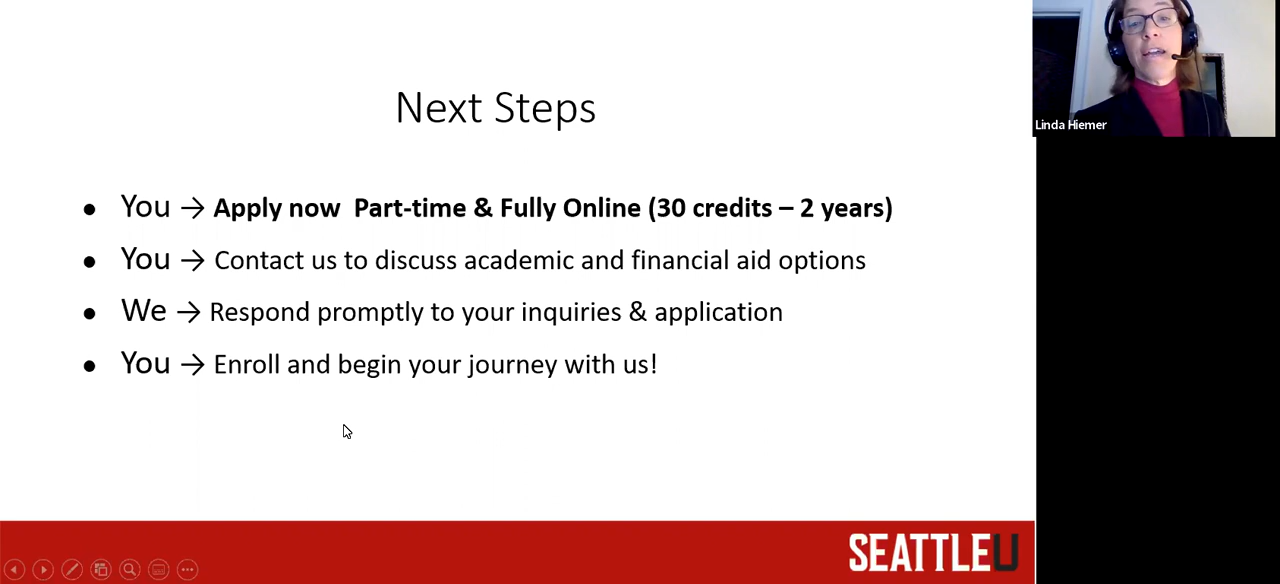 Next Steps
● You → Apply now  Part-time & Fully Online (30 credits – 2 years)
● You → Contact us to discuss academic and financial aid options
● We → Respond promptly to your inquiries & application
● You → Enroll and begin your journey with us!
SEATTLEU
Linda Hiemer